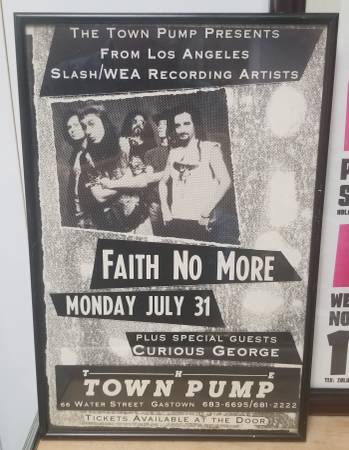 THE TOWN PUMP PRESENTS
FROM LOS ANGELES
SLASH/WEA RECORDING ARTISTS
FAITH NO MORE
MONDAY JULY 31
PLUS SPECIAL GUESTS
CURIOUS GEORGE
THE
TOWN PUMP
66 WATER STREET GASTOWN 683-6695/681-2222
TICKETS AVAILABLE AT THE DOOR